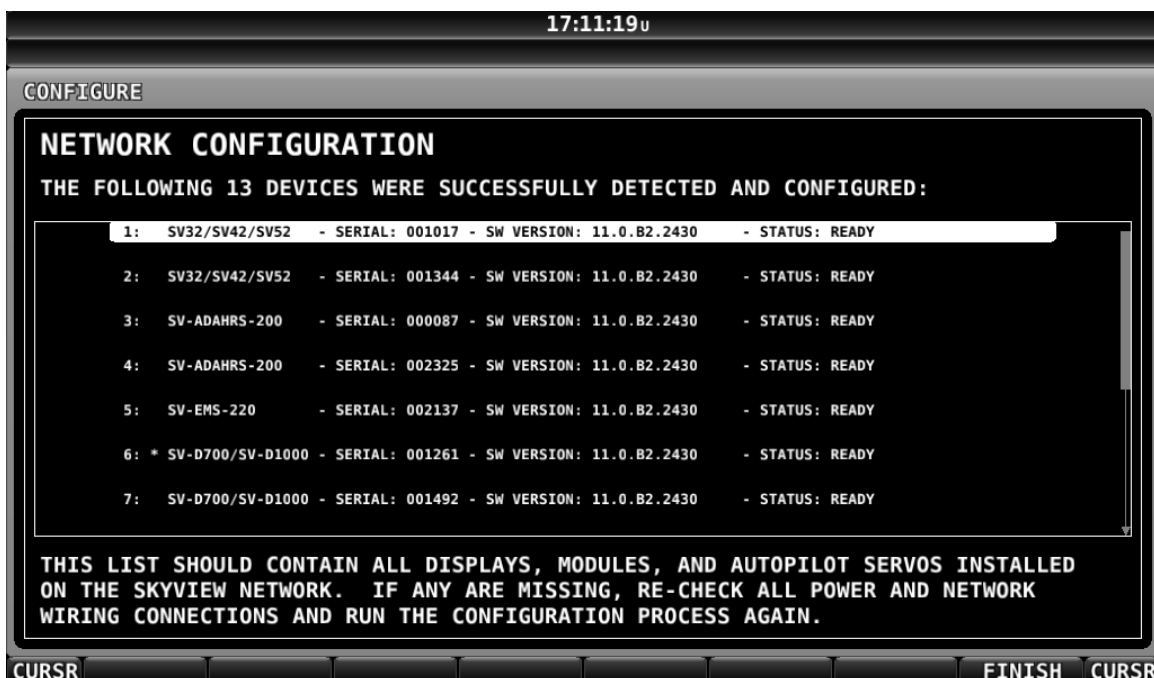 17:11:19U
CONFIGURE
NETWORK CONFIGURATION
THE FOLLOWING 13 DEVICES WERE SUCCESSFULLY DETECTED AND CONFIGURED:
1: SV32/SV42/SV52 - SERIAL: 001017 - SW VERSION: 11.0.B2.2430 - STATUS: READY
2: SV32/SV42/SV52 - SERIAL: 001344 - SW VERSION: 11.0.B2.2430 - STATUS: READY
3: SV-ADAHRS-200 - SERIAL: 000087 - SW VERSION: 11.0.B2.2430 - STATUS: READY
4: SV-ADAHRS-200 - SERIAL: 002325 - SW VERSION: 11.0.B2.2430 - STATUS: READY
5: SV-EMS-220 - SERIAL: 002137 - SW VERSION: 11.0.B2.2430 - STATUS: READY
6: * SV-D700/SV-D1000 - SERIAL: 001261 - SW VERSION: 11.0.B2.2430 - STATUS: READY
7: SV-D700/SV-D1000 - SERIAL: 001492 - SW VERSION: 11.0.B2.2430 - STATUS: READY
THIS LIST SHOULD CONTAIN ALL DISPLAYS, MODULES, AND AUTOPILOT SERVOS INSTALLED
ON THE SKYVIEW NETWORK. IF ANY ARE MISSING, RE-CHECK ALL POWER AND NETWORK
WIRING CONNECTIONS AND RUN THE CONFIGURATION PROCESS AGAIN.
CURSR FINISH CURSR